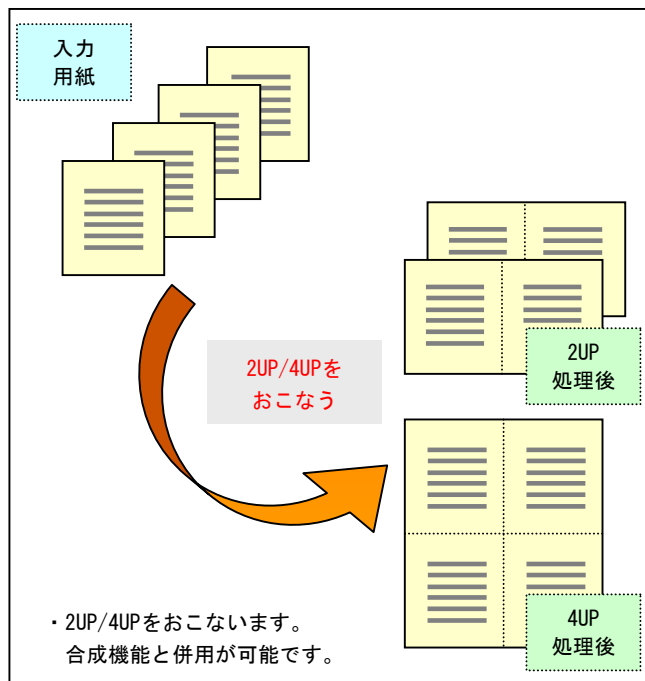 入力
用紙
2UP/4UPを
おこなう
2UP
処理後
4UP
処理後
・2UP/4UPをおこないます。
合成機能と併用が可能です。